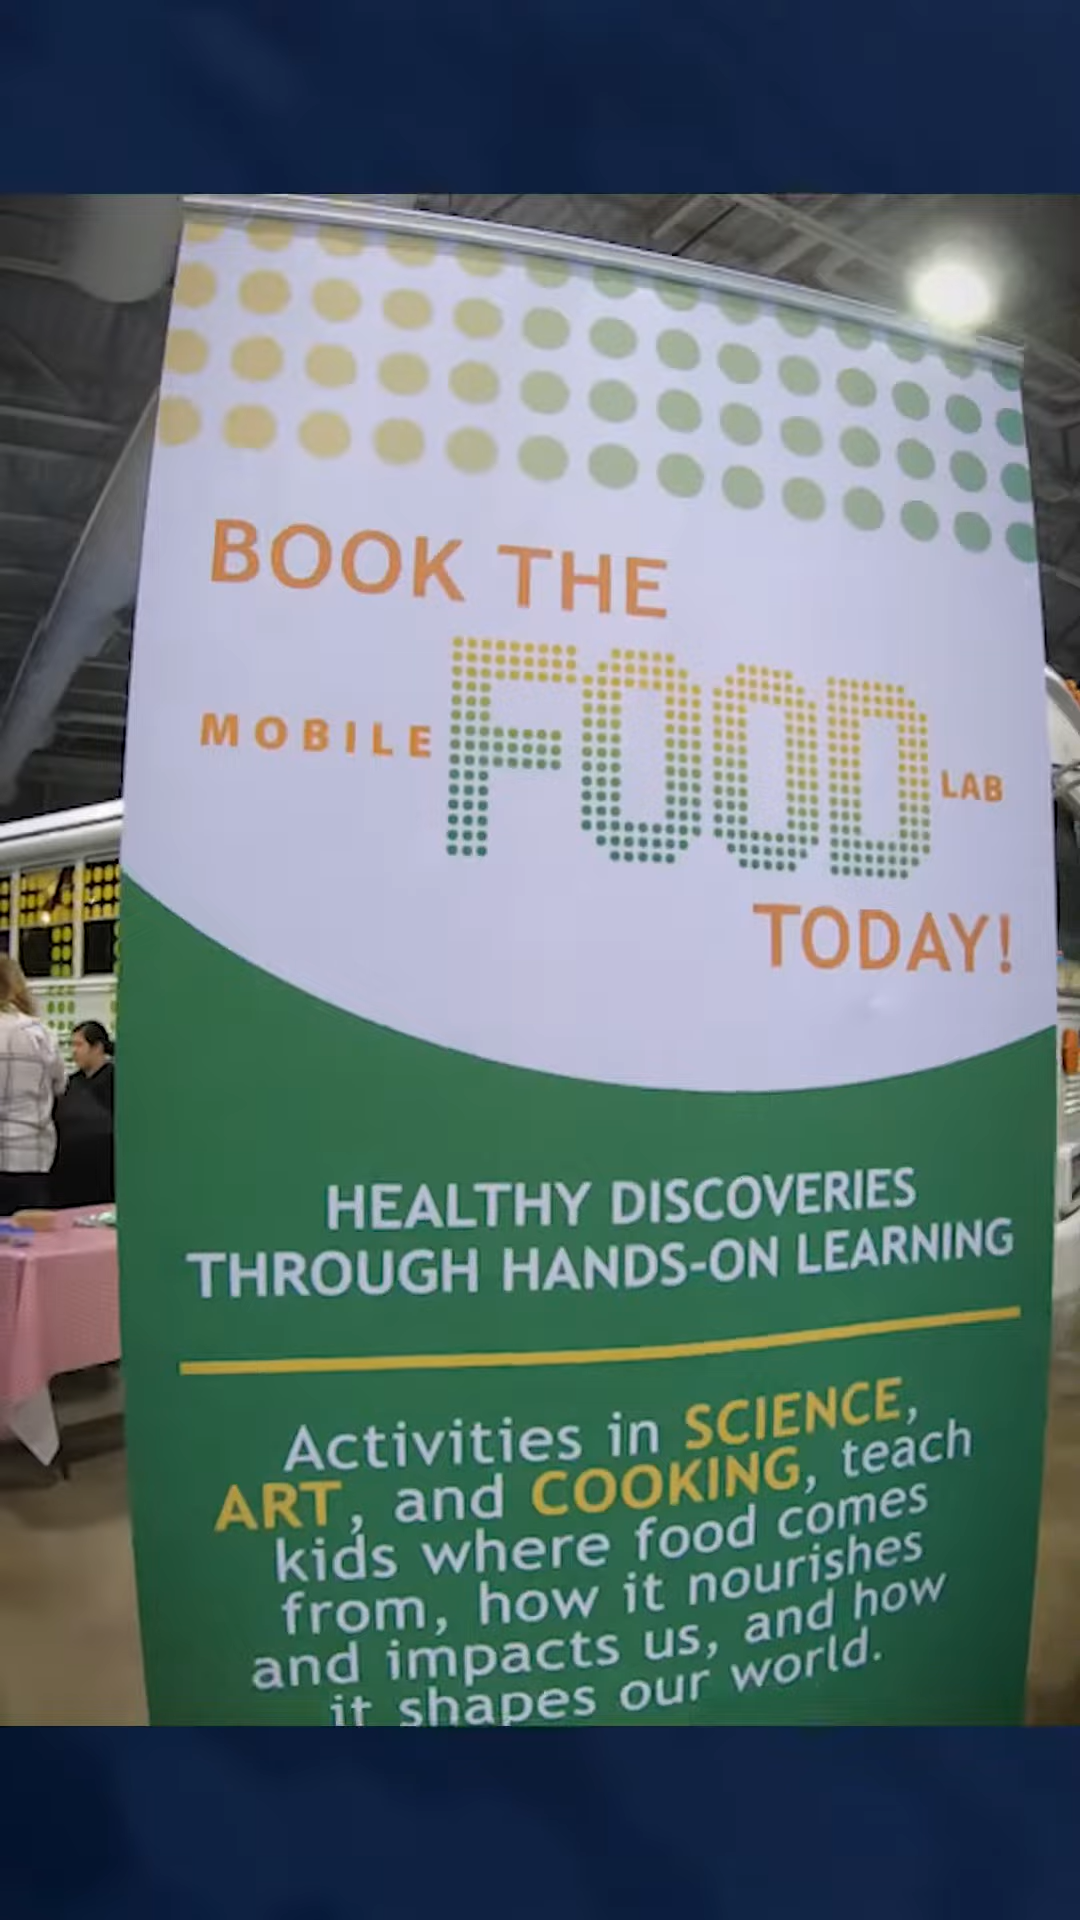 BOOK THE
MOBILE FOOD LAB
TODAY!
HEALTHY DISCOVERIES
THROUGH HANDS-ON LEARNING
Activities in SCIENCE,
ART, and COOKING, teach
kids where food comes
from, how it nourishes
and impacts us, and how
it shapes our world.